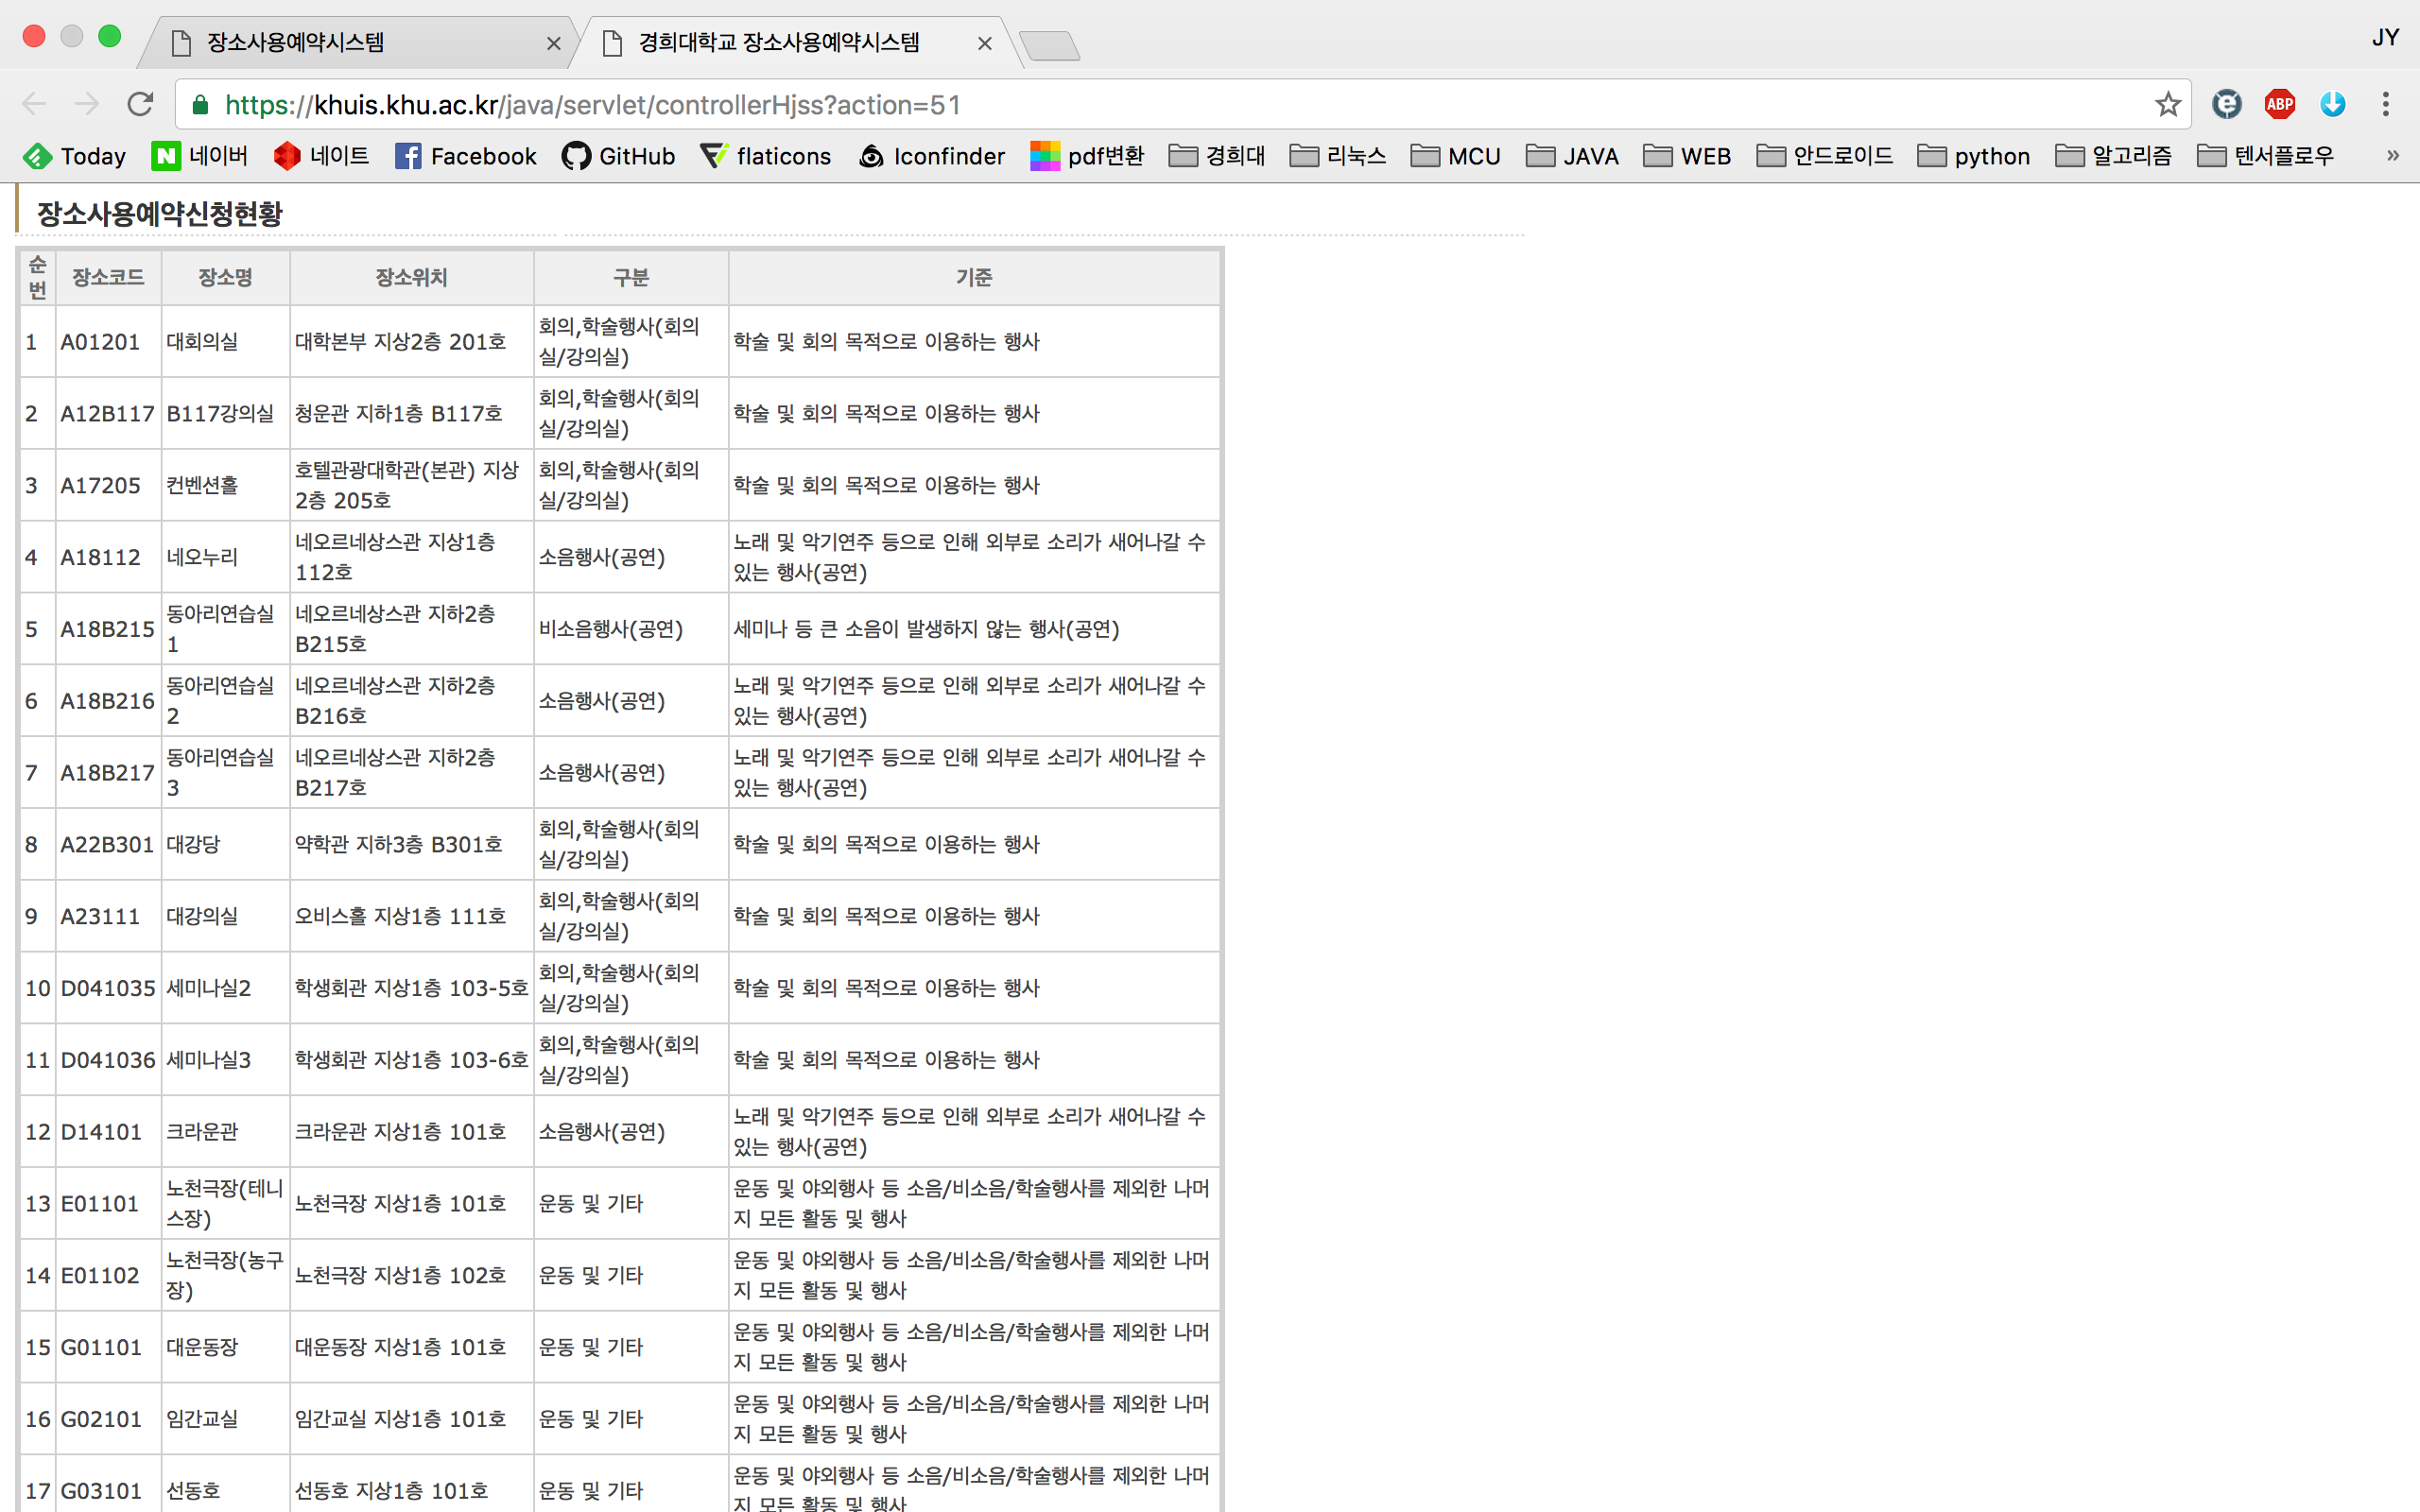 장소사용예약시스템
경희대학교 장소사용예약시스템
JY
https://khuis.khu.ac.kr/java/servlet/controllerHjss?action=51
ABP
Today
N 네이버
네이트
Facebook
GitHub
flaticons
Iconfinder
pdf변환
경희대
리눅스
MCU
JAVA
WEB
안드로이드
python
알고리즘
텐서플로우
»
장소사용예약신청현황
순번 장소코드 장소명 장소위치 구분 기준
1 A01201 대회의실 대학본부 지상2층 201호 회의,학술행사(회의실/강의실) 학술 및 회의 목적으로 이용하는 행사
2 A12B117 B117강의실 청운관 지하1층 B117호 회의,학술행사(회의실/강의실) 학술 및 회의 목적으로 이용하는 행사
3 A17205 컨벤션홀 호텔관광대학관(본관) 지상2층 205호 회의,학술행사(회의실/강의실) 학술 및 회의 목적으로 이용하는 행사
4 A18112 네오누리 네오르네상스관 지상1층 112호 소음행사(공연) 노래 및 악기연주 등으로 인해 외부로 소리가 새어나갈 수 있는 행사(공연)
5 A18B215 동아리연습실1 네오르네상스관 지하2층 B215호 비소음행사(공연) 세미나 등 큰 소음이 발생하지 않는 행사(공연)
6 A18B216 동아리연습실2 네오르네상스관 지하2층 B216호 소음행사(공연) 노래 및 악기연주 등으로 인해 외부로 소리가 새어나갈 수 있는 행사(공연)
7 A18B217 동아리연습실3 네오르네상스관 지하2층 B217호 소음행사(공연) 노래 및 악기연주 등으로 인해 외부로 소리가 새어나갈 수 있는 행사(공연)
8 A22B301 대강당 약학관 지하3층 B301호 회의,학술행사(회의실/강의실) 학술 및 회의 목적으로 이용하는 행사
9 A23111 대강의실 오비스홀 지상1층 111호 회의,학술행사(회의실/강의실) 학술 및 회의 목적으로 이용하는 행사
10 D041035 세미나실2 학생회관 지상1층 103-5호 회의,학술행사(회의실/강의실) 학술 및 회의 목적으로 이용하는 행사
11 D041036 세미나실3 학생회관 지상1층 103-6호 회의,학술행사(회의실/강의실) 학술 및 회의 목적으로 이용하는 행사
12 D14101 크라운관 크라운관 지상1층 101호 소음행사(공연) 노래 및 악기연주 등으로 인해 외부로 소리가 새어나갈 수 있는 행사(공연)
13 E01101 노천극장(테니스장) 노천극장 지상1층 101호 운동 및 기타 운동 및 야외행사 등 소음/비소음/학술행사를 제외한 나머지 모든 활동 및 행사
14 E01102 노천극장(농구장) 노천극장 지상1층 102호 운동 및 기타 운동 및 야외행사 등 소음/비소음/학술행사를 제외한 나머지 모든 활동 및 행사
15 G01101 대운동장 대운동장 지상1층 101호 운동 및 기타 운동 및 야외행사 등 소음/비소음/학술행사를 제외한 나머지 모든 활동 및 행사
16 G02101 임간교실 임간교실 지상1층 101호 운동 및 기타 운동 및 야외행사 등 소음/비소음/학술행사를 제외한 나머지 모든 활동 및 행사
17 G03101 선동호 선동호 지상1층 101호 운동 및 기타 운동 및 야외행사 등 소음/비소음/학술행사를 제외한 나머지 모든 활동 및 행사